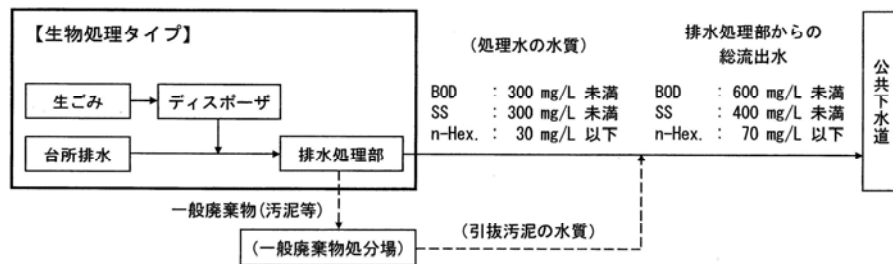 【生物処理タイプ】
生ごみ
ディスポーザ
台所排水
排水処理部
一般廃棄物(汚泥等)
(一般廃棄物処分場)
(処理水の水質)
BOD : 300 mg/L 未満
SS : 300 mg/L 未満
n-Hex. : 30 mg/L 以下
排水処理部からの
総流出水
BOD : 600 mg/L 未満
SS : 400 mg/L 未満
n-Hex. : 70 mg/L 以下
(引抜汚泥の水質)
公共下水道